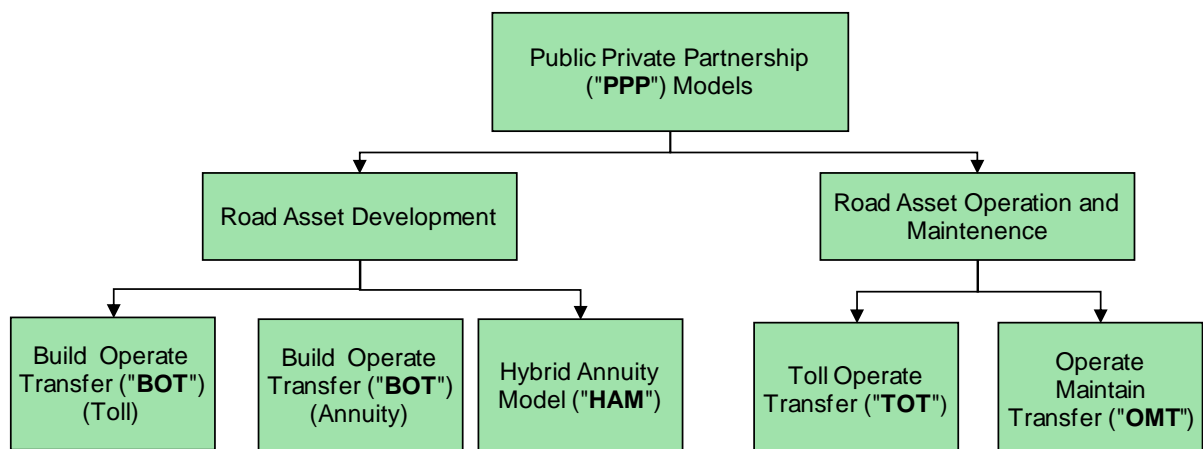 Public Private Partnership
("PPP") Models
Road Asset Development
Road Asset Operation and
Maintenence
Build Operate
Transfer ("BOT")
(Toll)
Build Operate
Transfer ("BOT")
(Annuity)
Hybrid Annuity
Model ("HAM")
Toll Operate
Transfer ("TOT")
Operate
Maintain
Transfer ("OMT")